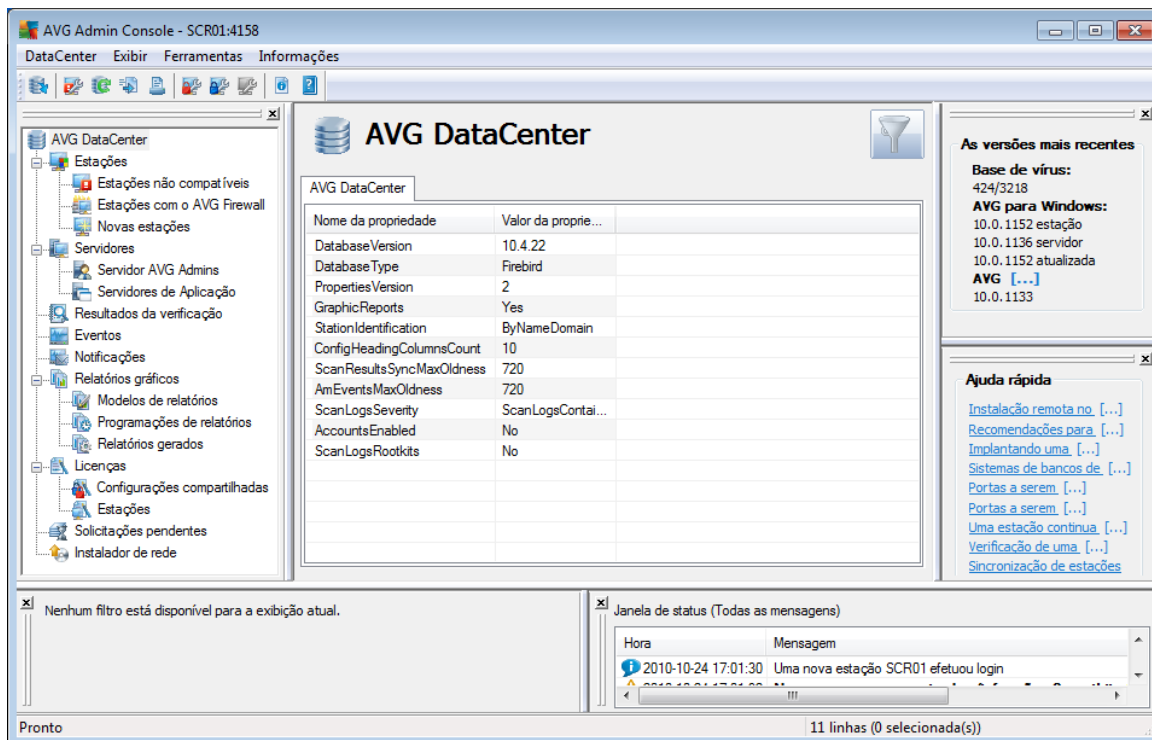 AVG Admin Console - SCR01:4158
DataCenter Exibir Ferramentas Informações
AVG DataCenter
Estações
Estações não compatíveis
Estações com o AVG Firewall
Novas estações
Servidores
Servidor AVG Admins
Servidores de Aplicação
Resultados da verificação
Eventos
Notificações
Relatórios gráficos
Modelos de relatórios
Programações de relatórios
Relatórios gerados
Licenças
Configurações compartilhadas
Estações
Solicitações pendentes
Instalador de rede
AVG DataCenter
AVG DataCenter
Nome da propriedade Valor da proprie...
DatabaseVersion 10.4.22
DatabaseType Firebird
PropertiesVersion 2
GraphicReports Yes
StationIdentification ByNameDomain
ConfigHeadingColumnsCount 10
ScanResultsSyncMaxOldness 720
AmEventsMaxOldness 720
ScanLogsSeverity ScanLogsContai...
AccountsEnabled No
ScanLogsRootkits No
As versões mais recentes
Base de vírus:
424/3218
AVG para Windows:
10.0.1152 estação
10.0.1136 servidor
10.0.1152 atualizada
AVG [...]
10.0.1133
Ajuda rápida
Instalação remota no [...]
Recomendações para [...]
Implantando uma [...]
Sistemas de bancos de [...]
Portas a serem [...]
Portas a serem [...]
Uma estação continua [...]
Verificação de uma [...]
Sincronização de estações
Nenhum filtro está disponível para a exibição atual.
Janela de status (Todas as mensagens)
Hora Mensagem
2010-10-24 17:01:30 Uma nova estação SCR01 efetuou login
Pronto
11 linhas (0 selecionada(s))